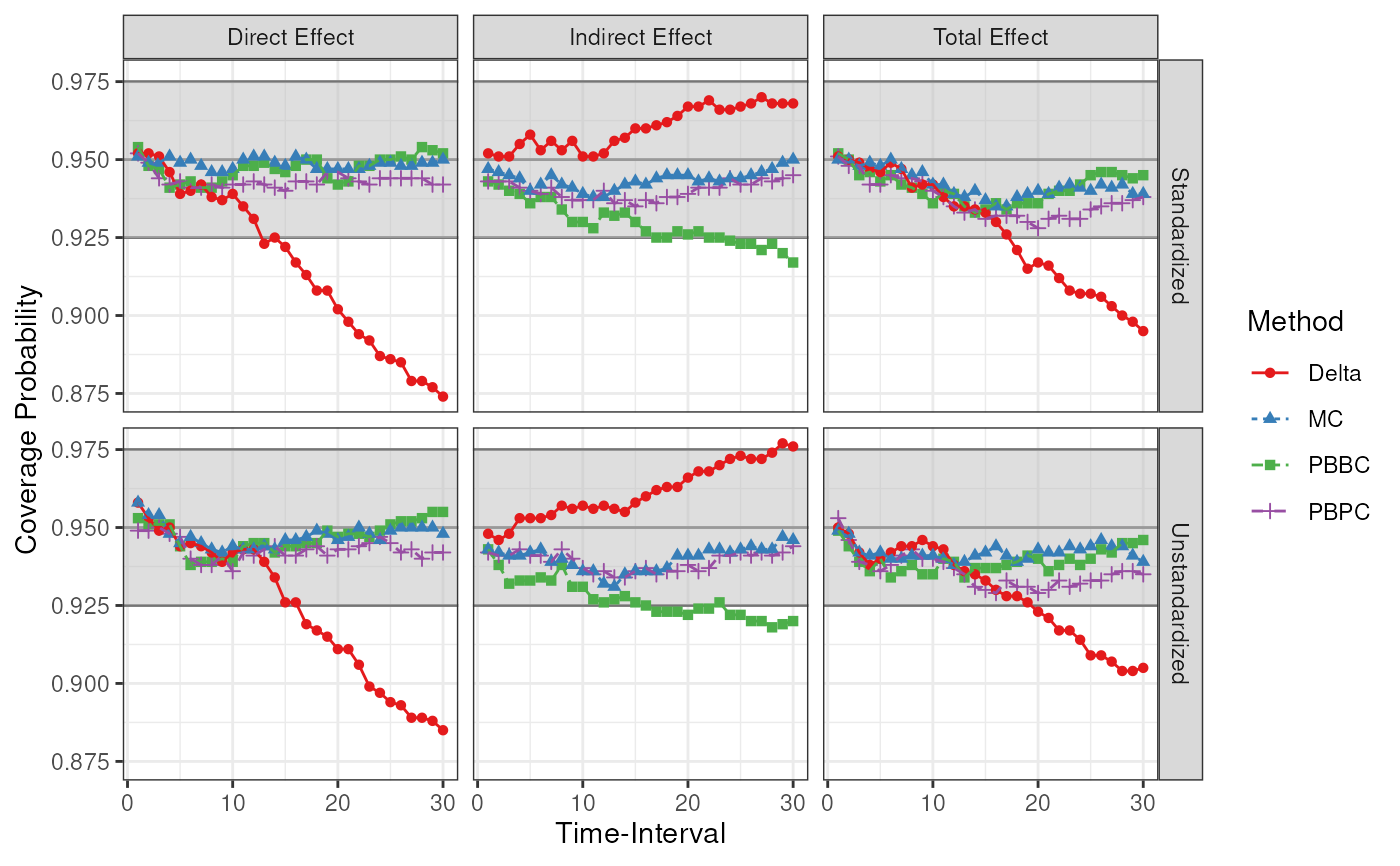 Direct Effect Indirect Effect Total Effect
0.975
0.950
0.925
0.900
0.875
Standardized
0.975
0.950
0.925
0.900
0.875
Unstandardized
0 10 20 30 0 10 20 30 0 10 20 30
Time-Interval
Coverage Probability
Method
Delta
MC
PBBC
PBPC